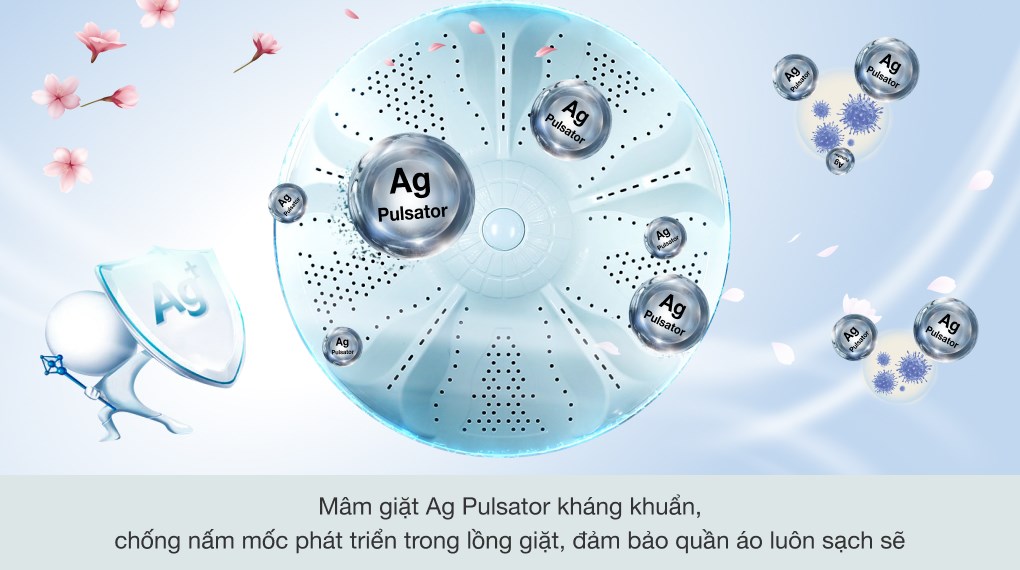 Ag
Pulsator
Ag
Pulsator
Ag
Pulsator
Ag
Pulsator
Ag
Pulsator
Ag
Pulsator
Ag
Pulsator
Ag
Pulsator
Ag
Pulsator
Ag
Pulsator
Ag
Pulsator
Ag
Pulsator
Ag+
Mâm giặt Ag Pulsator kháng khuẩn,
chống nấm mốc phát triển trong lồng giặt, đảm bảo quần áo luôn sạch sẽ